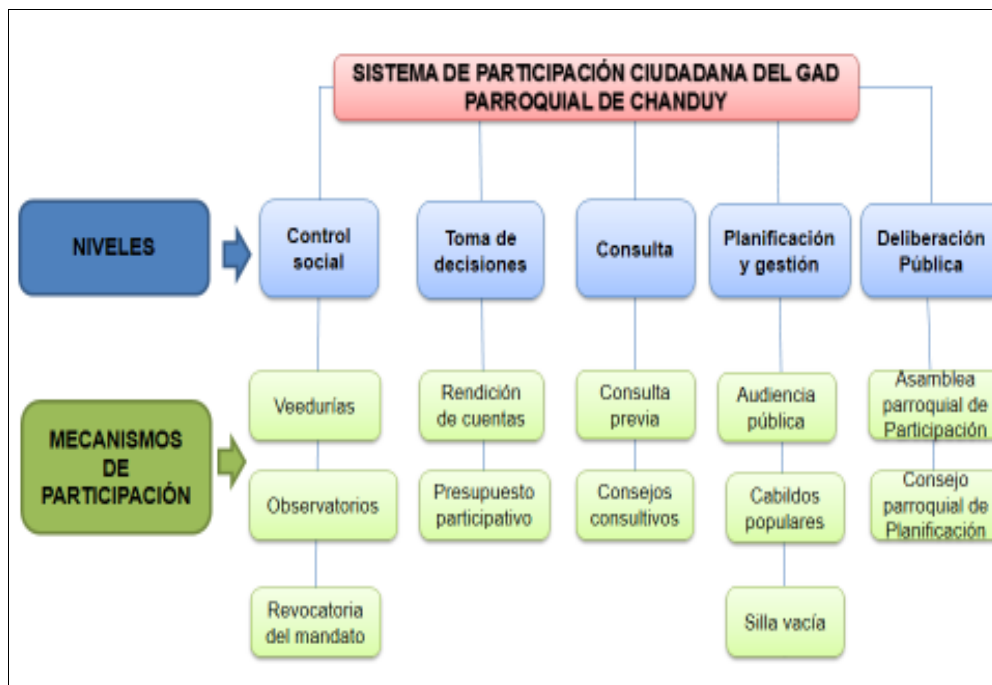 SISTEMA DE PARTICIPACIÓN CIUDADANA DEL GAD
PARROQUIAL DE CHANDUY
NIVELES
Control
social
Toma de
decisiones
Consulta
Planificación
y gestión
Deliberación
Pública
MECANISMOS
DE
PARTICIPACIÓN
Veedurías
Rendición
de cuentas
Consulta
previa
Audiencia
pública
Asamblea
parroquial de
Participación
Observatorios
Presupuesto
participativo
Consejos
consultivos
Cabildos
populares
Consejo
parroquial de
Planificación
Revocatoria
del mandato
Silla vacía